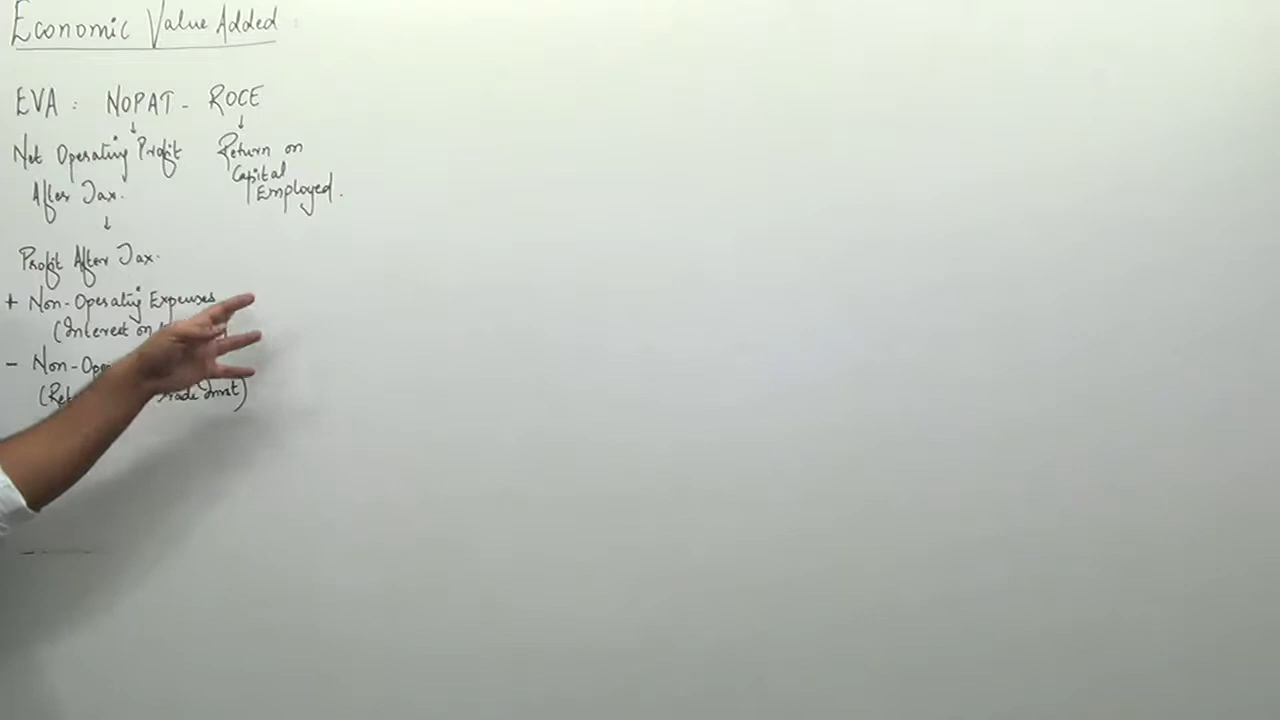 Economic Value Added
EVA : NOPAT - ROCE
Net Operating Profit After Tax.
Return on Capital Employed.
Profit After Tax.
+ Non-Operating Expenses
(Interest on
- Non-
Trade Invst)